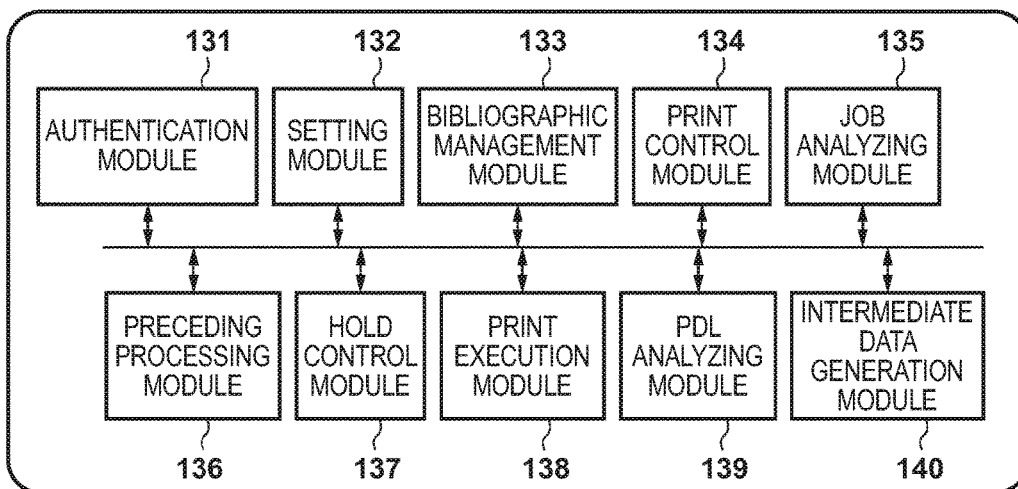 131
132
133
134
135
AUTHENTICATION
MODULE
SETTING
MODULE
BIBLIOGRAPHIC
MANAGEMENT
MODULE
PRINT
CONTROL
MODULE
JOB
ANALYZING
MODULE
PRECEDING
PROCESSING
MODULE
HOLD
CONTROL
MODULE
PRINT
EXECUTION
MODULE
PDL
ANALYZING
MODULE
INTERMEDIATE
DATA
GENERATION
MODULE
136
137
138
139
140